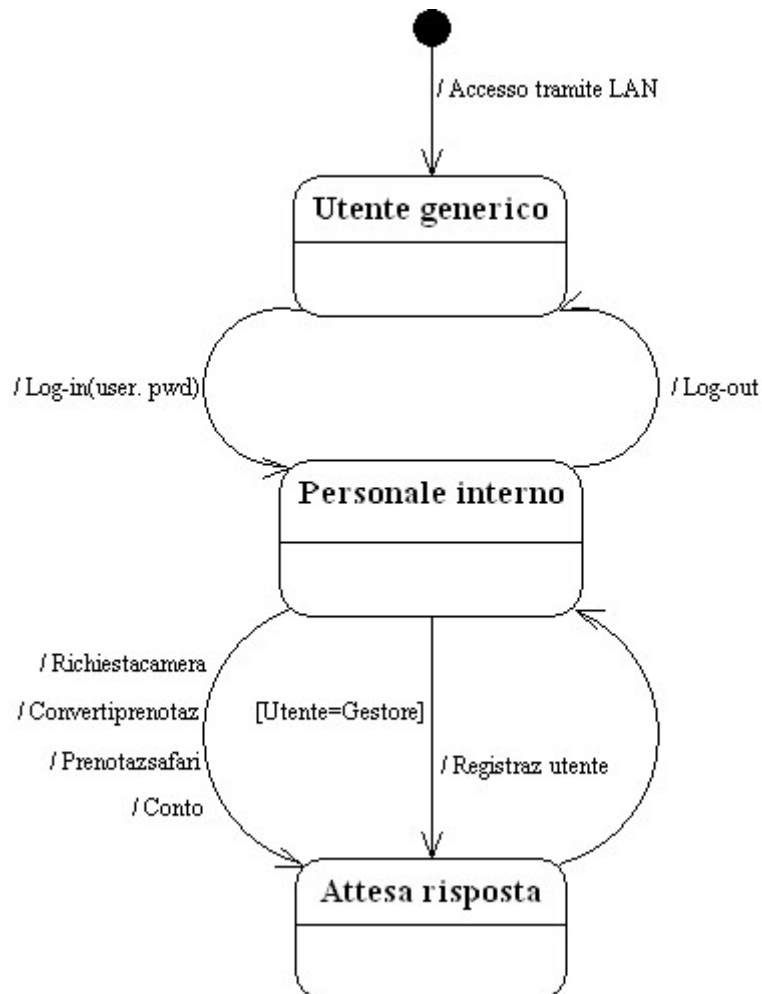 / Accesso tramite LAN
Utente generico
/ Log-in(user. pwd)
/ Log-out
Personale interno
/ Richiestacamera
/ Convertiprenotaz
[Utente=Gestore]
/ Prenotazsafari
/ Registraz utente
/ Conto
Attesa risposta